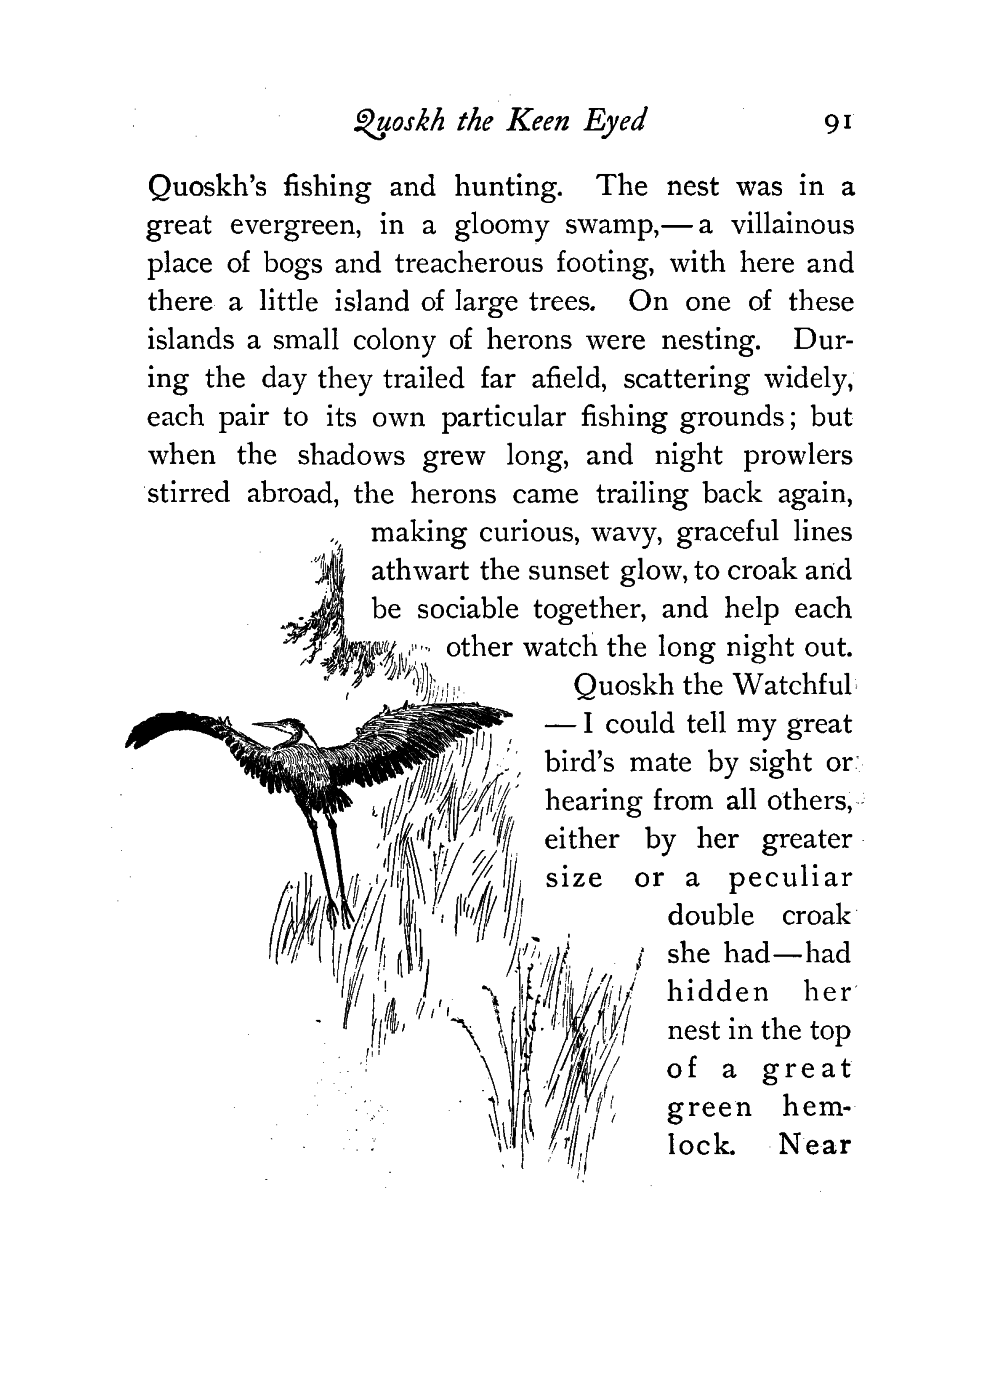 Quoskh the Keen Eyed 91
Quoskh's fishing and hunting. The nest was in a
great evergreen, in a gloomy swamp,—a villainous
place of bogs and treacherous footing, with here and
there a little island of large trees. On one of these
islands a small colony of herons were nesting. Dur-
ing the day they trailed far afield, scattering widely,
each pair to its own particular fishing grounds; but
when the shadows grew long, and night prowlers
stirred abroad, the herons came trailing back again,
making curious, wavy, graceful lines
athwart the sunset glow, to croak and
be sociable together, and help each
other watch the long night out.
Quoskh the Watchful
—I could tell my great
bird's mate by sight or
hearing from all others,
either by her greater
size or a peculiar
double croak
she had—had
hidden her
nest in the top
of a great
green hem-
lock. Near